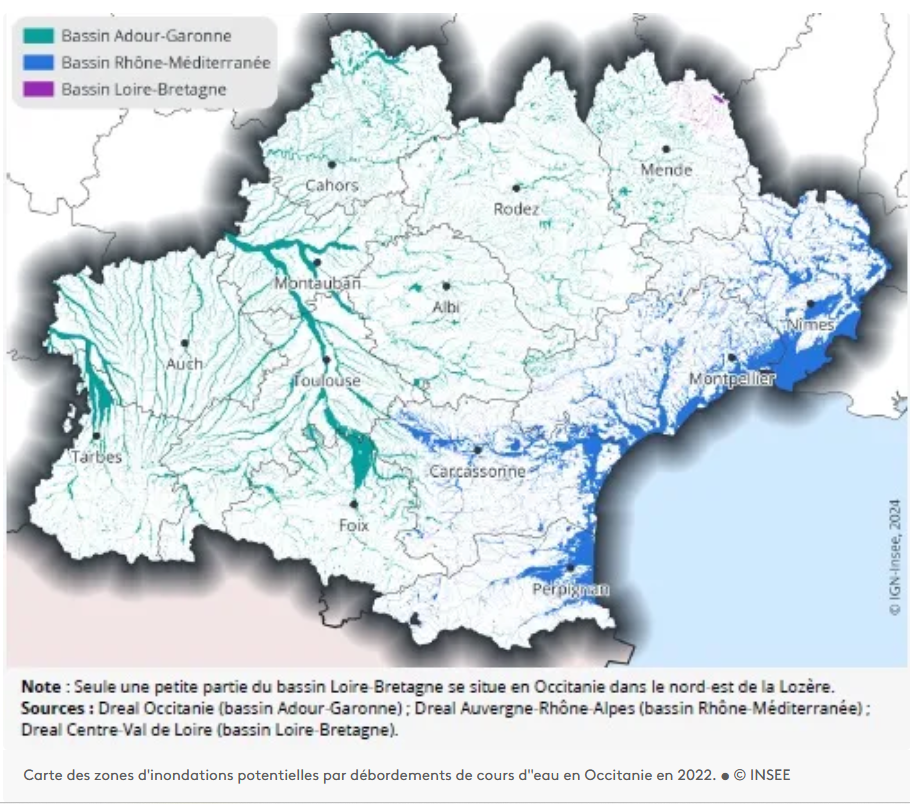 Bassin Adour-Garonne
Bassin Rhône-Méditerranée
Bassin Loire-Bretagne
Cahors
Mende
Rodez
Montauban
Albi
Nîmes
Auch
Toulouse
Montpellier
Tarbes
Carcassonne
Foix
Perpignan
© IGN-Insee, 2024
Note : Seule une petite partie du bassin Loire-Bretagne se situe en Occitanie dans le nord-est de la Lozère.
Sources : Dreal Occitanie (bassin Adour-Garonne) ; Dreal Auvergne-Rhône-Alpes (bassin Rhône-Méditerranée) ;
Dreal Centre-Val de Loire (bassin Loire-Bretagne).
Carte des zones d'inondations potentielles par débordements de cours d"eau en Occitanie en 2022. ● © INSEE